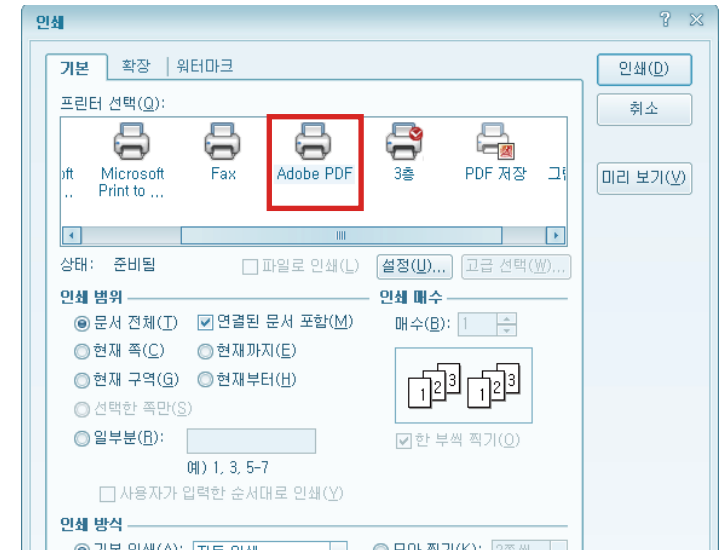 인쇄
기본 확장 워터마크
인쇄(D)
프린터 선택(Q):
취소
Microsoft Print to ...
Fax
Adobe PDF
3층
PDF 저장
미리 보기(V)
상태: 준비됨 파일로 인쇄(L) 설정(U)... 고급 선택(W)...
인쇄 범위 인쇄 매수
문서 전체(T) 연결된 문서 포함(M) 매수(B): 1
현재 쪽(C) 현재까지(E)
현재 구역(G) 현재부터(H)
1 2 3 1 2 3
선택한 쪽만(S)
일부분(R): 한 부씩 찍기(O)
예) 1, 3, 5-7
사용자가 입력한 순서대로 인쇄(Y)
인쇄 방식